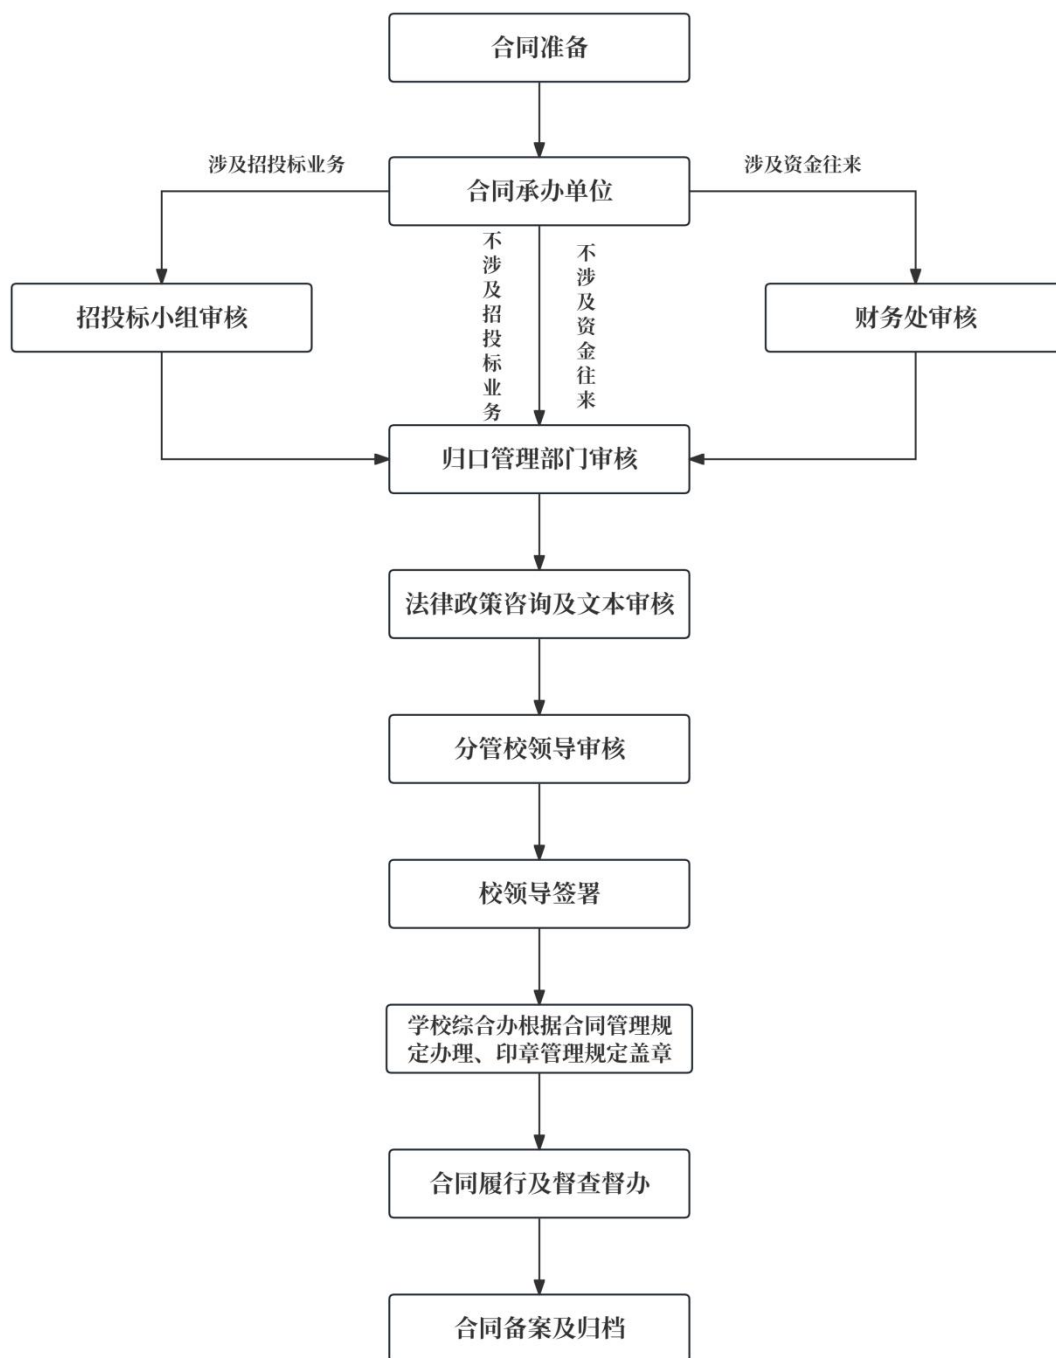 合同准备
涉及招投标业务
合同承办单位
涉及资金往来
不涉及招投标业务
不涉及资金往来
招投标小组审核
财务处审核
归口管理部门审核
法律政策咨询及文本审核
分管校领导审核
校领导签署
学校综合办根据合同管理规
定办理、印章管理规定盖章
合同履行及督查督办
合同备案及归档